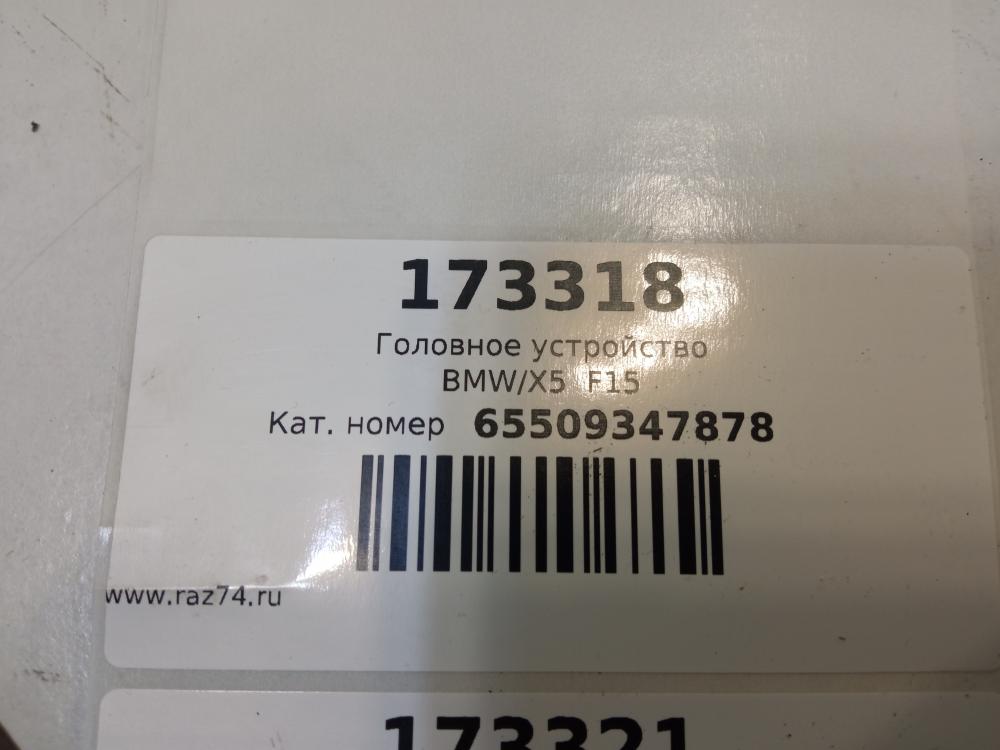 173318
Головное устройство
BMW/X5 F15
Кат. номер 65509347878
www.raz74.ru
173321